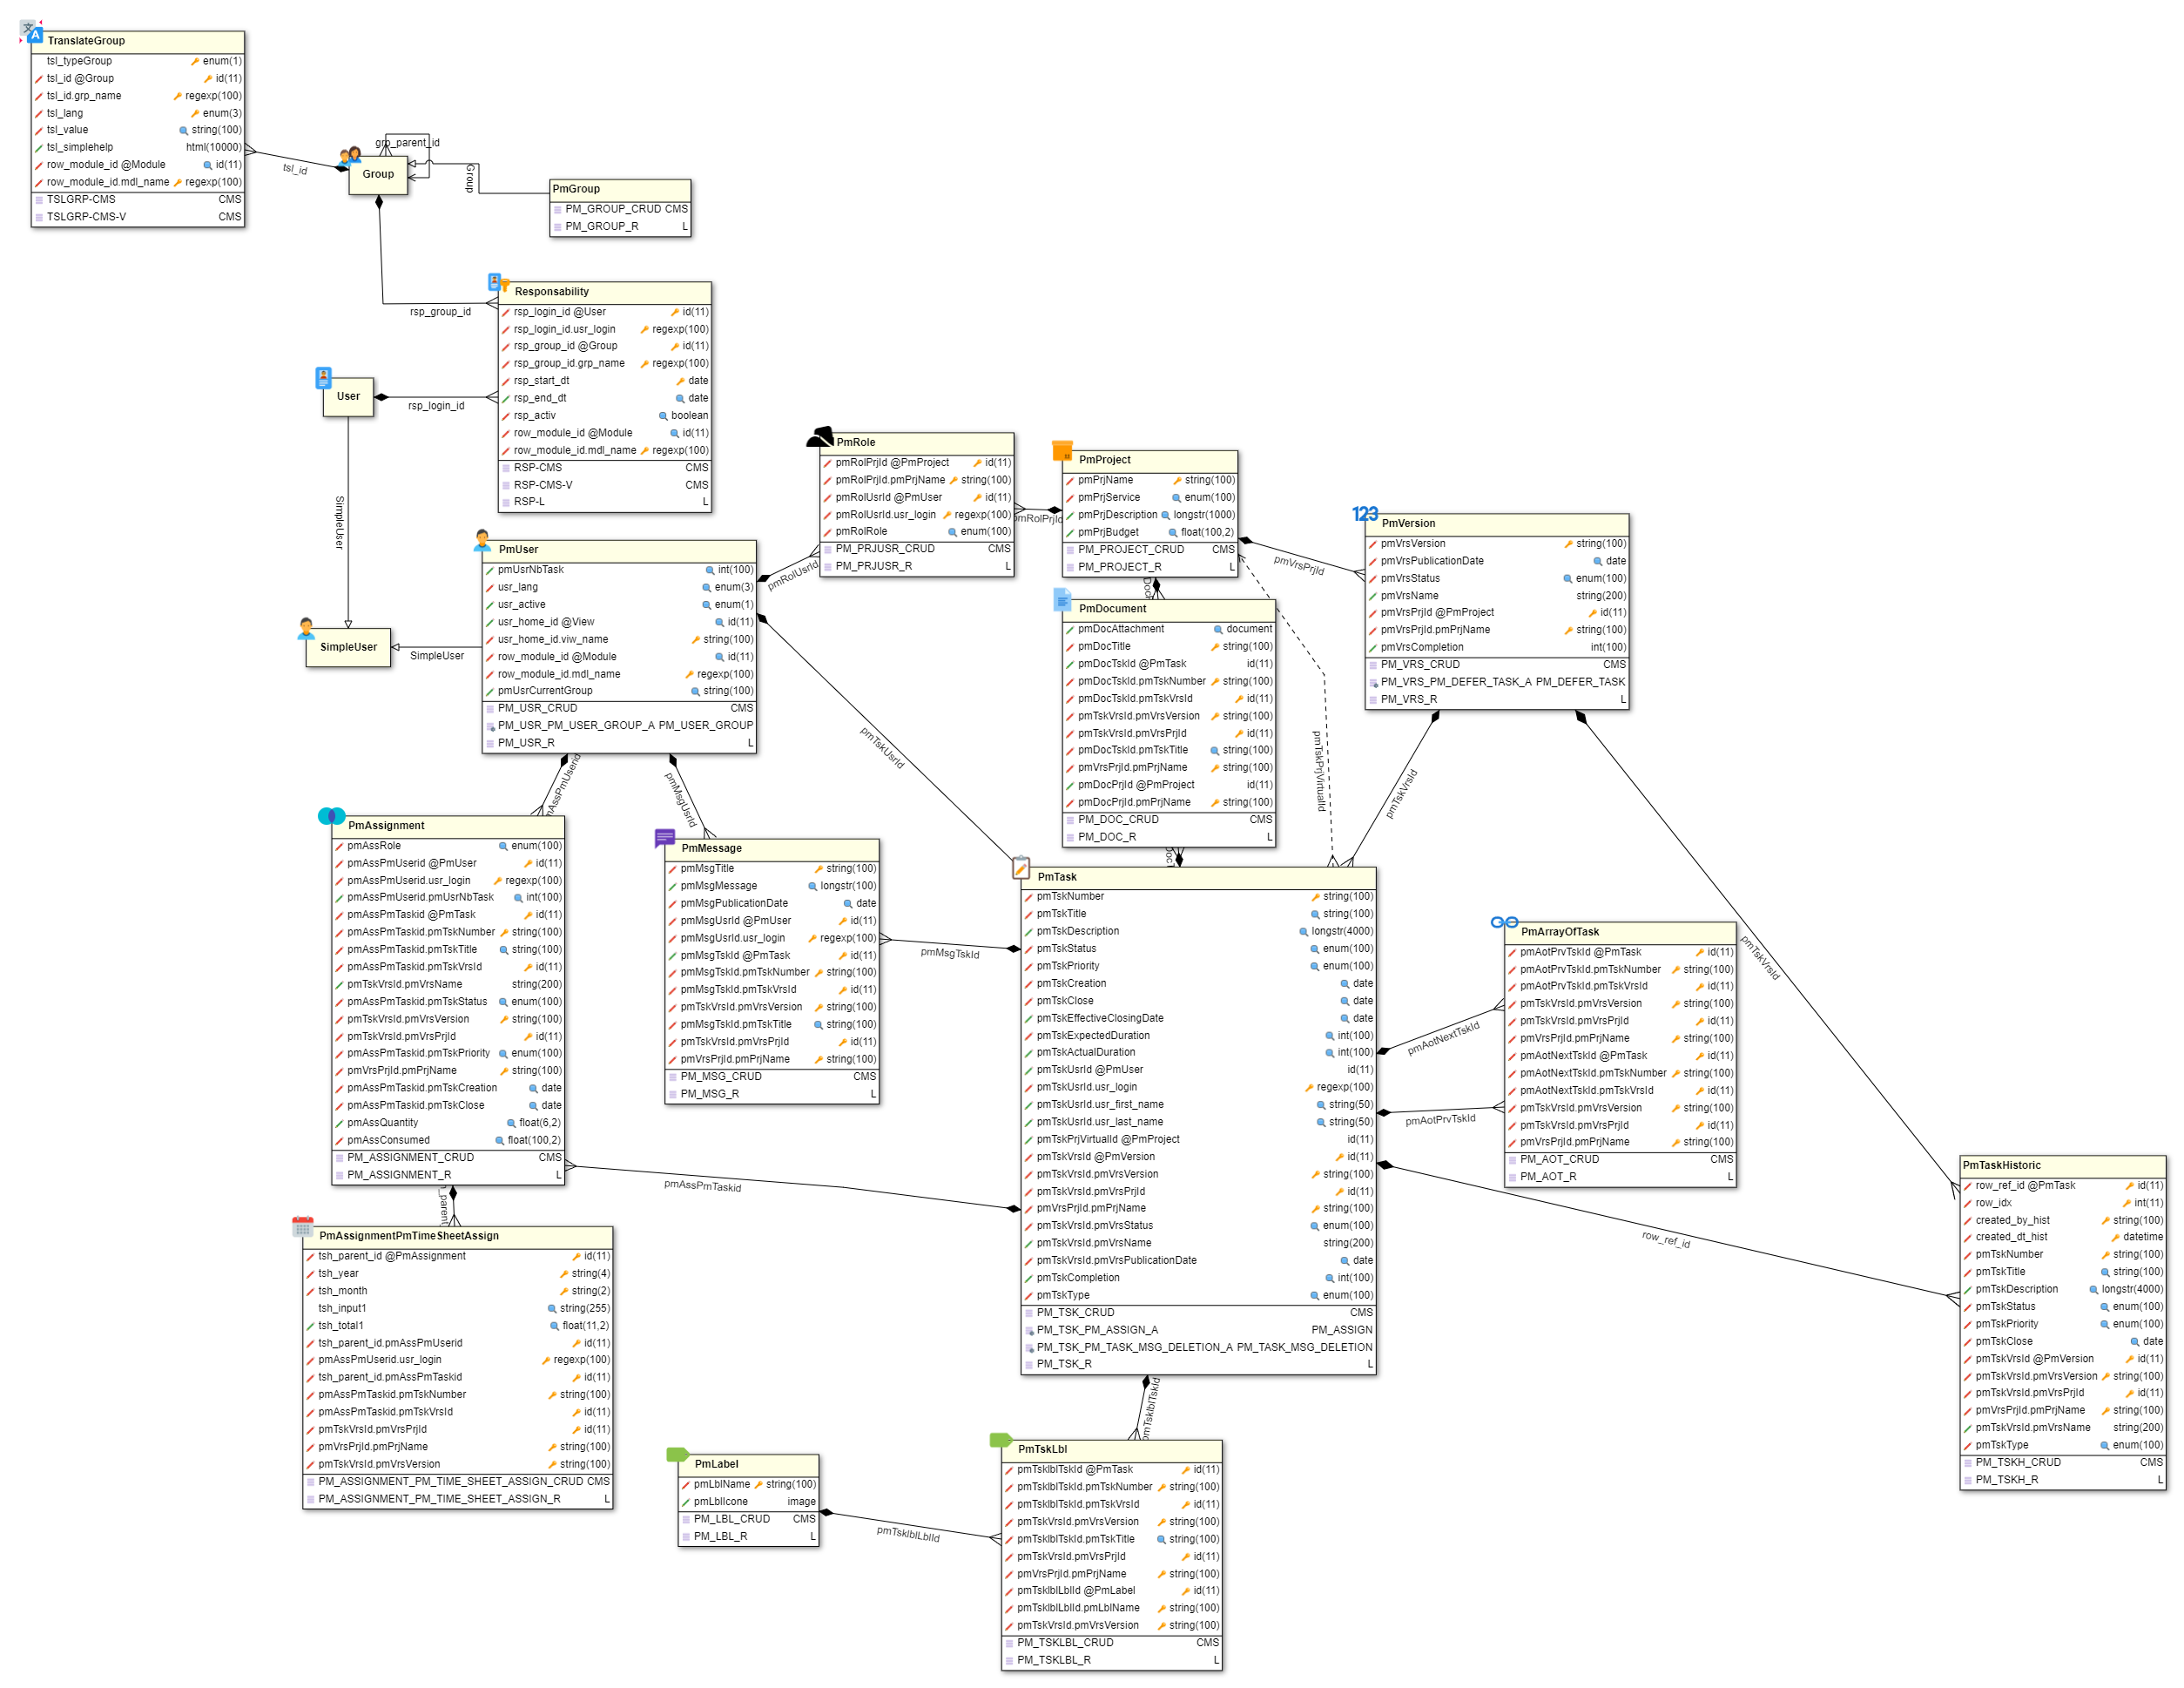 TranslateGroup
tsl_typeGroup enum(1)
tsl_id @Group id(11)
tsl_id.grp_name regexp(100)
tsl_lang enum(3)
tsl_value string(100)
tsl_simplehelp html(10000)
row_module_id @Module id(11)
row_module_id.mdl_name regexp(100)
TSLGRP-CMS CMS
TSLGRP-CMS-V CMS
tsl_id
grp_parent_id
Group
Group
PmGroup
PM_GROUP_CRUD CMS
PM_GROUP_R L
rsp_group_id
Responsability
rsp_login_id @User id(11)
rsp_login_id.usr_login regexp(100)
rsp_group_id @Group id(11)
rsp_group_id.grp_name regexp(100)
rsp_start_dt date
rsp_end_dt date
rsp_activ boolean
row_module_id @Module id(11)
row_module_id.mdl_name regexp(100)
RSP-CMS CMS
RSP-CMS-V CMS
RSP-L L
User
rsp_login_id
SimpleUser
SimpleUser
SimpleUser
PmUser
pmUsrNbTask int(100)
usr_lang enum(3)
usr_active enum(1)
usr_home_id @View id(11)
usr_home_id.viw_name string(100)
row_module_id @Module id(11)
row_module_id.mdl_name regexp(100)
pmUsrCurrentGroup string(100)
PM_USR_CRUD CMS
PM_USR_PM_USER_GROUP_A PM_USER_GROUP
PM_USR_R L
pmRolUsrId
PmRole
pmRolPrjId @PmProject id(11)
pmRolPrjId.pmPrjName string(100)
pmRolUsrId @PmUser id(11)
pmRolUsrId.usr_login regexp(100)
pmRolRole enum(100)
PM_PRJUSR_CRUD CMS
PM_PRJUSR_R L
pmRolPrjId
PmProject
pmPrjName string(100)
pmPrjService enum(100)
pmPrjDescription longstr(1000)
pmPrjBudget float(100,2)
PM_PROJECT_CRUD CMS
PM_PROJECT_R L
pmVrsPrjId
PmVersion
pmVrsVersion string(100)
pmVrsPublicationDate date
pmVrsStatus enum(100)
pmVrsName string(200)
pmVrsPrjId @PmProject id(11)
pmVrsPrjId.pmPrjName string(100)
pmVrsCompletion int(100)
PM_VRS_CRUD CMS
PM_VRS_PM_DEFER_TASK_A PM_DEFER_TASK
PM_VRS_R L
PmDocument
pmDocAttachment document
pmDocTitle string(100)
pmDocTskId @PmTask id(11)
pmDocTskId.pmTskNumber string(100)
pmDocTskId.pmTskVrsId id(11)
pmTskVrsId.pmVrsVersion string(100)
pmTskVrsId.pmVrsPrjId id(11)
pmDocTskId.pmTskTitle string(100)
pmVrsPrjId.pmPrjName string(100)
pmDocPrjId @PmProject id(11)
pmDocPrjId.pmPrjName string(100)
PM_DOC_CRUD CMS
PM_DOC_R L
pmTskPrjVirtualId
pmTskVrsId
pmTskUsrId
pmMsgUsrId
PmAssignment
pmAssRole enum(100)
pmAssPmUserid @PmUser id(11)
pmAssPmUserid.usr_login regexp(100)
pmAssPmUserid.pmUsrNbTask int(100)
pmAssPmTaskid @PmTask id(11)
pmAssPmTaskid.pmTskNumber string(100)
pmAssPmTaskid.pmTskTitle string(100)
pmAssPmTaskid.pmTskVrsId id(11)
pmTskVrsId.pmVrsName string(200)
pmAssPmTaskid.pmTskStatus enum(100)
pmTskVrsId.pmVrsVersion string(100)
pmTskVrsId.pmVrsPrjId id(11)
pmAssPmTaskid.pmTskPriority enum(100)
pmVrsPrjId.pmPrjName string(100)
pmAssPmTaskid.pmTskCreation date
pmAssPmTaskid.pmTskClose date
pmAssQuantity float(6,2)
pmAssConsumed float(100,2)
PM_ASSIGNMENT_CRUD CMS
PM_ASSIGNMENT_R L
PmMessage
pmMsgTitle string(100)
pmMsgMessage longstr(100)
pmMsgPublicationDate date
pmMsgUsrId @PmUser id(11)
pmMsgUsrId.usr_login regexp(100)
pmMsgTskId @PmTask id(11)
pmMsgTskId.pmTskNumber string(100)
pmMsgTskId.pmTskVrsId id(11)
pmTskVrsId.pmVrsVersion string(100)
pmMsgTskId.pmTskTitle string(100)
pmTskVrsId.pmVrsPrjId id(11)
pmVrsPrjId.pmPrjName string(100)
PM_MSG_CRUD CMS
PM_MSG_R L
pmMsgTskId
pmAssPmTaskid
PmTask
pmTskNumber string(100)
pmTskTitle string(100)
pmTskDescription longstr(4000)
pmTskStatus enum(100)
pmTskPriority enum(100)
pmTskCreation date
pmTskClose date
pmTskEffectiveClosingDate date
pmTskExpectedDuration int(100)
pmTskActualDuration int(100)
pmTskUsrId @PmUser id(11)
pmTskUsrId.usr_login regexp(100)
pmTskUsrId.usr_first_name string(50)
pmTskUsrId.usr_last_name string(50)
pmTskPrjVirtualId @PmProject id(11)
pmTskVrsId @PmVersion id(11)
pmTskVrsId.pmVrsVersion string(100)
pmTskVrsId.pmVrsPrjId id(11)
pmVrsPrjId.pmPrjName string(100)
pmTskVrsId.pmVrsStatus enum(100)
pmTskVrsId.pmVrsName string(200)
pmTskVrsId.pmVrsPublicationDate date
pmTskCompletion int(100)
pmTskType enum(100)
PM_TSK_CRUD CMS
PM_TSK_PM_ASSIGN_A PM_ASSIGN
PM_TSK_PM_TASK_MSG_DELETION_A PM_TASK_MSG_DELETION
PM_TSK_R L
pmAotNextTskId
pmAotPrvTskId
PmArrayOfTask
pmAotPrvTskId @PmTask id(11)
pmAotPrvTskId.pmTskNumber string(100)
pmAotPrvTskId.pmTskVrsId id(11)
pmTskVrsId.pmVrsVersion string(100)
pmTskVrsId.pmVrsPrjId id(11)
pmVrsPrjId.pmPrjName string(100)
pmAotNextTskId @PmTask id(11)
pmAotNextTskId.pmTskNumber string(100)
pmAotNextTskId.pmTskVrsId id(11)
pmTskVrsId.pmVrsVersion string(100)
pmTskVrsId.pmVrsPrjId id(11)
pmVrsPrjId.pmPrjName string(100)
PM_AOT_CRUD CMS
PM_AOT_R L
pmTskVrsId
row_ref_id
PmTaskHistoric
row_ref_id @PmTask id(11)
row_idx int(11)
created_by_hist string(100)
created_dt_hist datetime
pmTskNumber string(100)
pmTskTitle string(100)
pmTskDescription longstr(4000)
pmTskStatus enum(100)
pmTskPriority enum(100)
pmTskClose date
pmTskVrsId @PmVersion id(11)
pmTskVrsId.pmVrsVersion string(100)
pmTskVrsId.pmVrsPrjId id(11)
pmVrsPrjId.pmPrjName string(100)
pmTskVrsId.pmVrsName string(200)
pmTskType enum(100)
PM_TSKH_CRUD CMS
PM_TSKH_R L
PmAssignmentPmTimeSheetAssign
tsh_parent_id @PmAssignment id(11)
tsh_year string(4)
tsh_month string(2)
tsh_input1 string(255)
tsh_total1 float(11,2)
tsh_parent_id.pmAssPmUserid id(11)
pmAssPmUserid.usr_login regexp(100)
tsh_parent_id.pmAssPmTaskid id(11)
pmAssPmTaskid.pmTskNumber string(100)
pmAssPmTaskid.pmTskVrsId id(11)
pmTskVrsId.pmVrsPrjId id(11)
pmVrsPrjId.pmPrjName string(100)
pmTskVrsId.pmVrsVersion string(100)
PM_ASSIGNMENT_PM_TIME_SHEET_ASSIGN_CRUD CMS
PM_ASSIGNMENT_PM_TIME_SHEET_ASSIGN_R L
PmLabel
pmLblName string(100)
pmLblIcone image
PM_LBL_CRUD CMS
PM_LBL_R L
pmTsklblLblId
pmTsklblTskId
PmTskLbl
pmTsklblTskId @PmTask id(11)
pmTsklblTskId.pmTskNumber string(100)
pmTsklblTskId.pmTskVrsId id(11)
pmTskVrsId.pmVrsVersion string(100)
pmTsklblTskId.pmTskTitle string(100)
pmTskVrsId.pmVrsPrjId id(11)
pmVrsPrjId.pmPrjName string(100)
pmTsklblLblId @PmLabel id(11)
pmTsklblLblId.pmLblName string(100)
pmTskVrsId.pmVrsVersion string(100)
PM_TSKLBL_CRUD CMS
PM_TSKLBL_R L